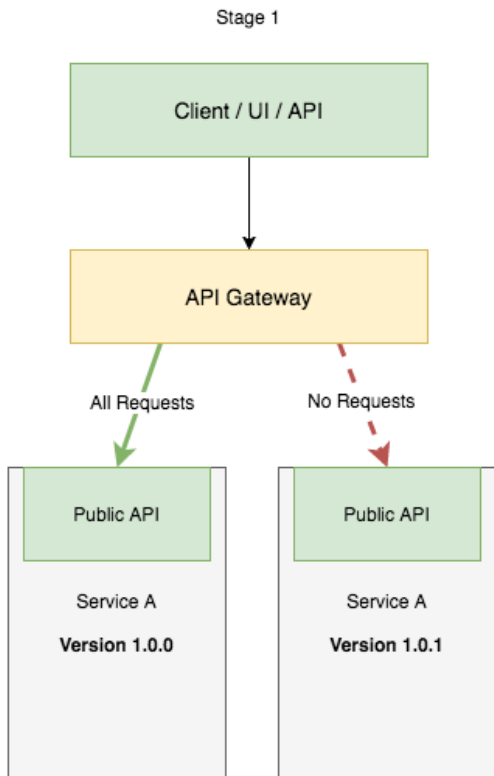 Stage 1
Client / UI / API
API Gateway
All Requests
No Requests
Public API
Public API
Service A
Service A
Version 1.0.0
Version 1.0.1